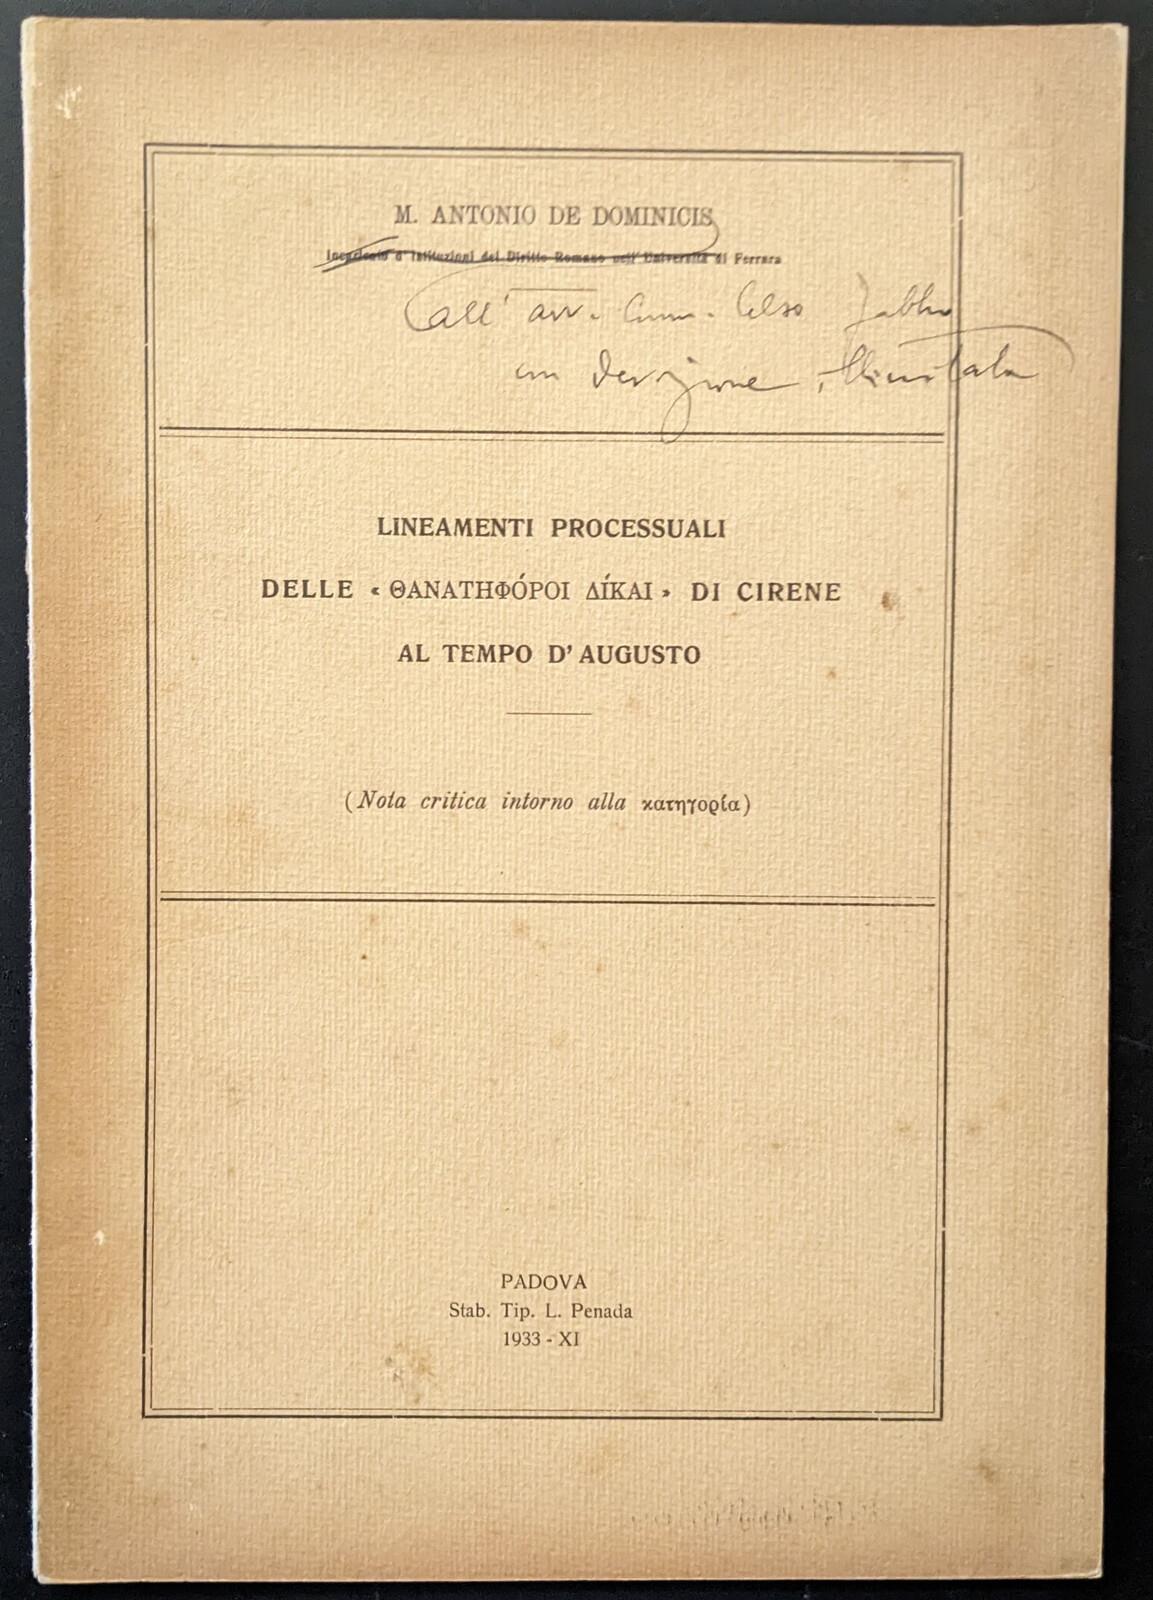 M. ANTONIO DE DOMINICIS
Incaricato d'Istituzioni del Diritto Romano nell'Università di Ferrara
all' avv. Comm. Celso
con devozione illimitata
LINEAMENTI PROCESSUALI
DELLE « ΘΑΝΑΤΗΦΌΡΟΙ ΔΊΚΑΙ » DI CIRENE
AL TEMPO D' AUGUSTO
(Nota critica intorno alla κατηγορία)
PADOVA
Stab. Tip. L. Penada
1933 - XI